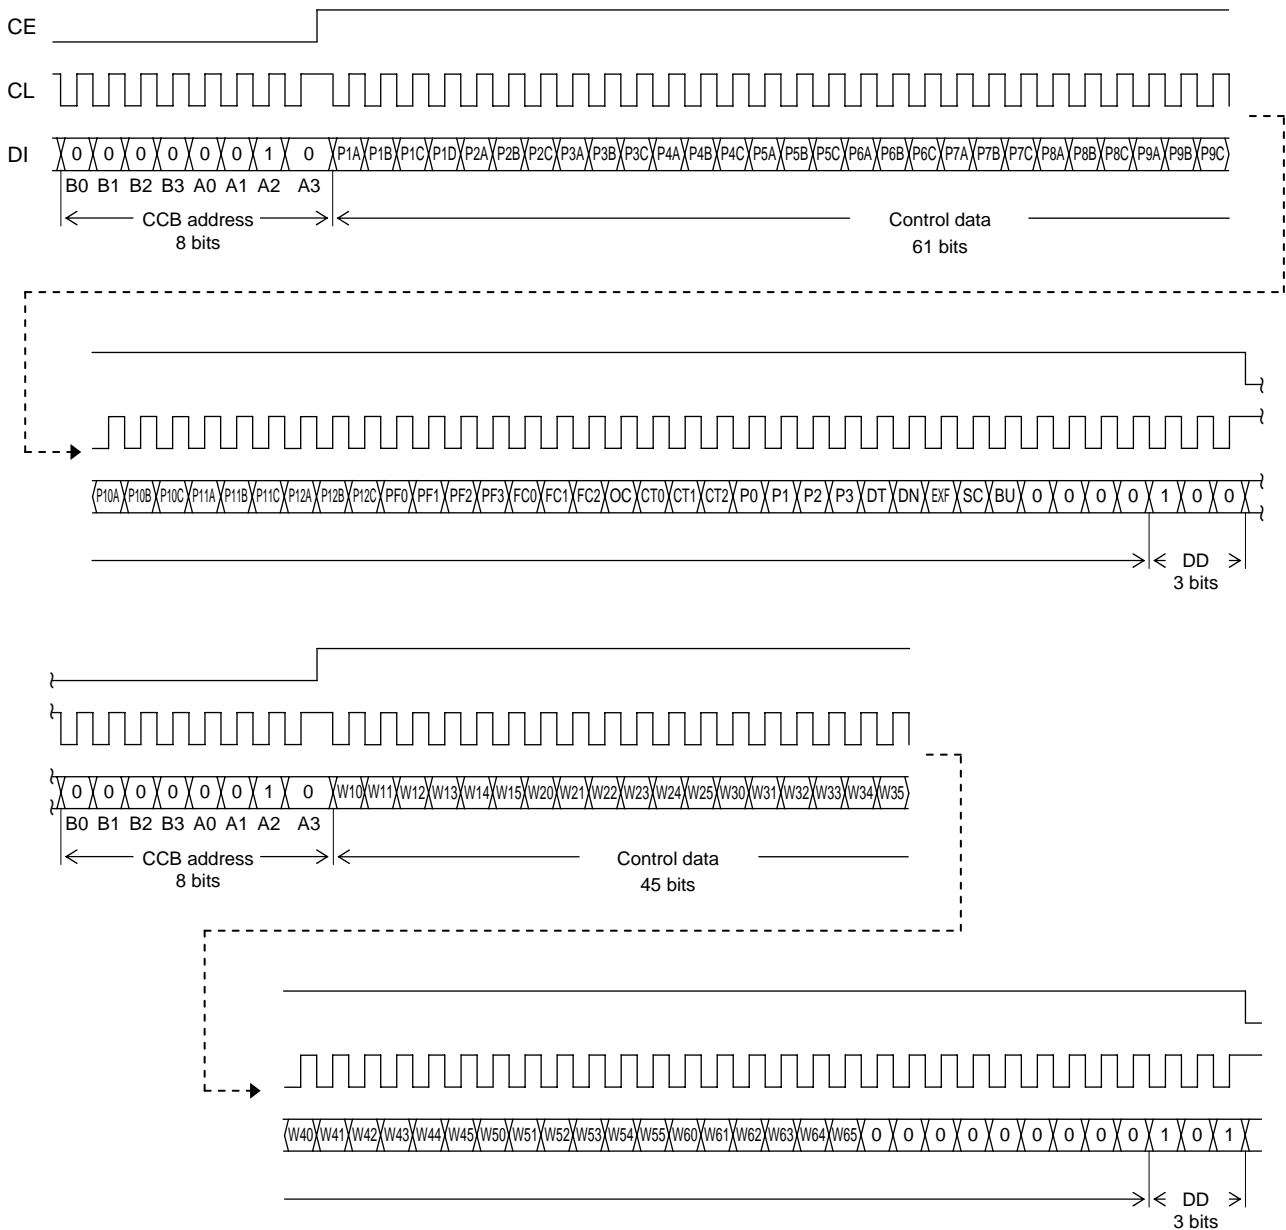 CE
CL
DI 0 0 0 0 0 0 1 0 P1A P1B P1C P1D P2A P2B P2C P3A P3B P3C P4A P4B P4C P5A P5B P5C P6A P6B P6C P7A P7B P7C P8A P8B P8C P9A P9B P9C
B0 B1 B2 B3 A0 A1 A2 A3
CCB address Control data
8 bits 61 bits
P10A P10B P10C P11A P11B P11C P12A P12B P12C PF0 PF1 PF2 PF3 FC0 FC1 FC2 OC CT0 CT1 CT2 P0 P1 P2 P3 DT DN EXF SC BU 0 0 0 0 1 0 0
DD
3 bits
0 0 0 0 0 0 1 0 W10 W11 W12 W13 W14 W15 W20 W21 W22 W23 W24 W25 W30 W31 W32 W33 W34 W35
B0 B1 B2 B3 A0 A1 A2 A3
CCB address Control data
8 bits 45 bits
W40 W41 W42 W43 W44 W45 W50 W51 W52 W53 W54 W55 W60 W61 W62 W63 W64 W65 0 0 0 0 0 0 0 0 0 1 0 1
DD
3 bits